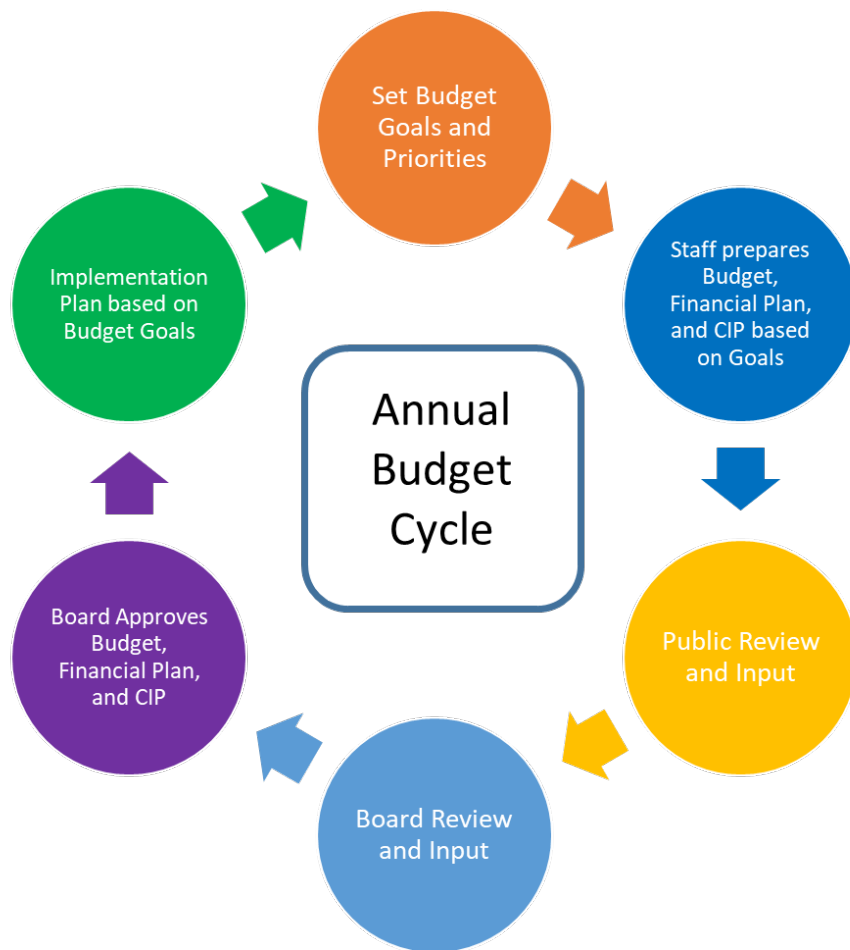 Set Budget
Goals and
Priorities
Staff prepares
Budget,
Financial Plan,
and CIP based
on Goals
Public Review
and Input
Board Review
and Input
Board Approves
Budget,
Financial Plan,
and CIP
Implementation
Plan based on
Budget Goals
Annual
Budget
Cycle